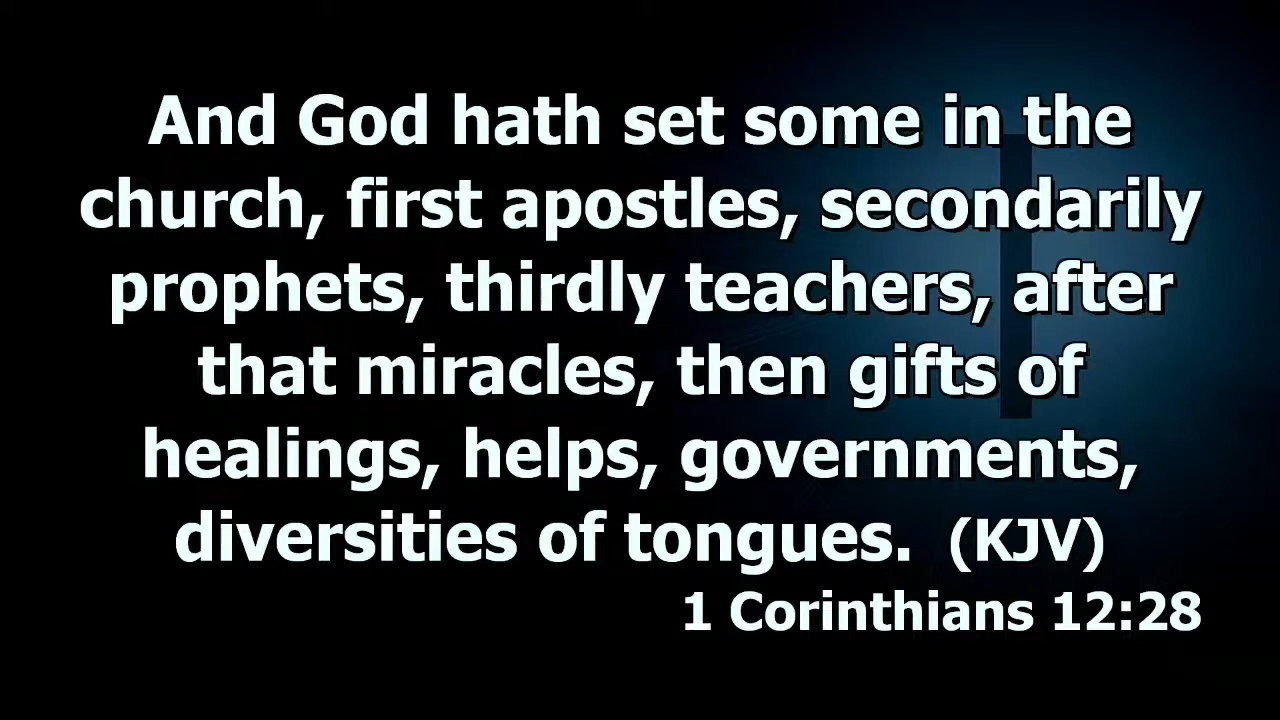 And God hath set some in the
church, first apostles, secondarily
prophets, thirdly teachers, after
that miracles, then gifts of
healings, helps, governments,
diversities of tongues.  (KJV)
1 Corinthians 12:28